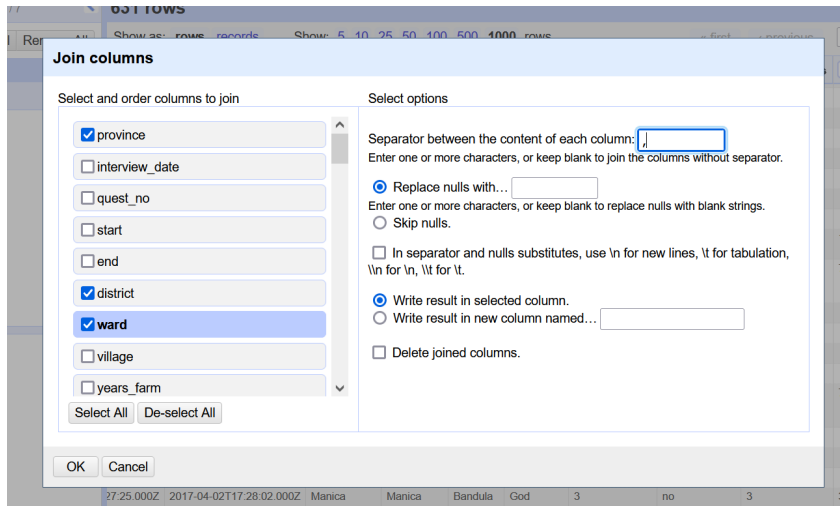 631 rows
Show as: rows records Show: 5 10 25 50 100 500 1000 rows
« first ‹ previous
Join columns
Select and order columns to join
province
interview_date
quest_no
start
end
district
ward
village
years_farm
Select All De-select All
Select options
Separator between the content of each column: ,
Enter one or more characters, or keep blank to join the columns without separator.
Replace nulls with…
Enter one or more characters, or keep blank to replace nulls with blank strings.
Skip nulls.
In separator and nulls substitutes, use \n for new lines, \t for tabulation,
\\n for \n, \\t for \t.
Write result in selected column.
Write result in new column named…
Delete joined columns.
OK Cancel
27:25.000Z 2017-04-02T17:28:02.000Z Manica Manica Bandula God 3 no 3